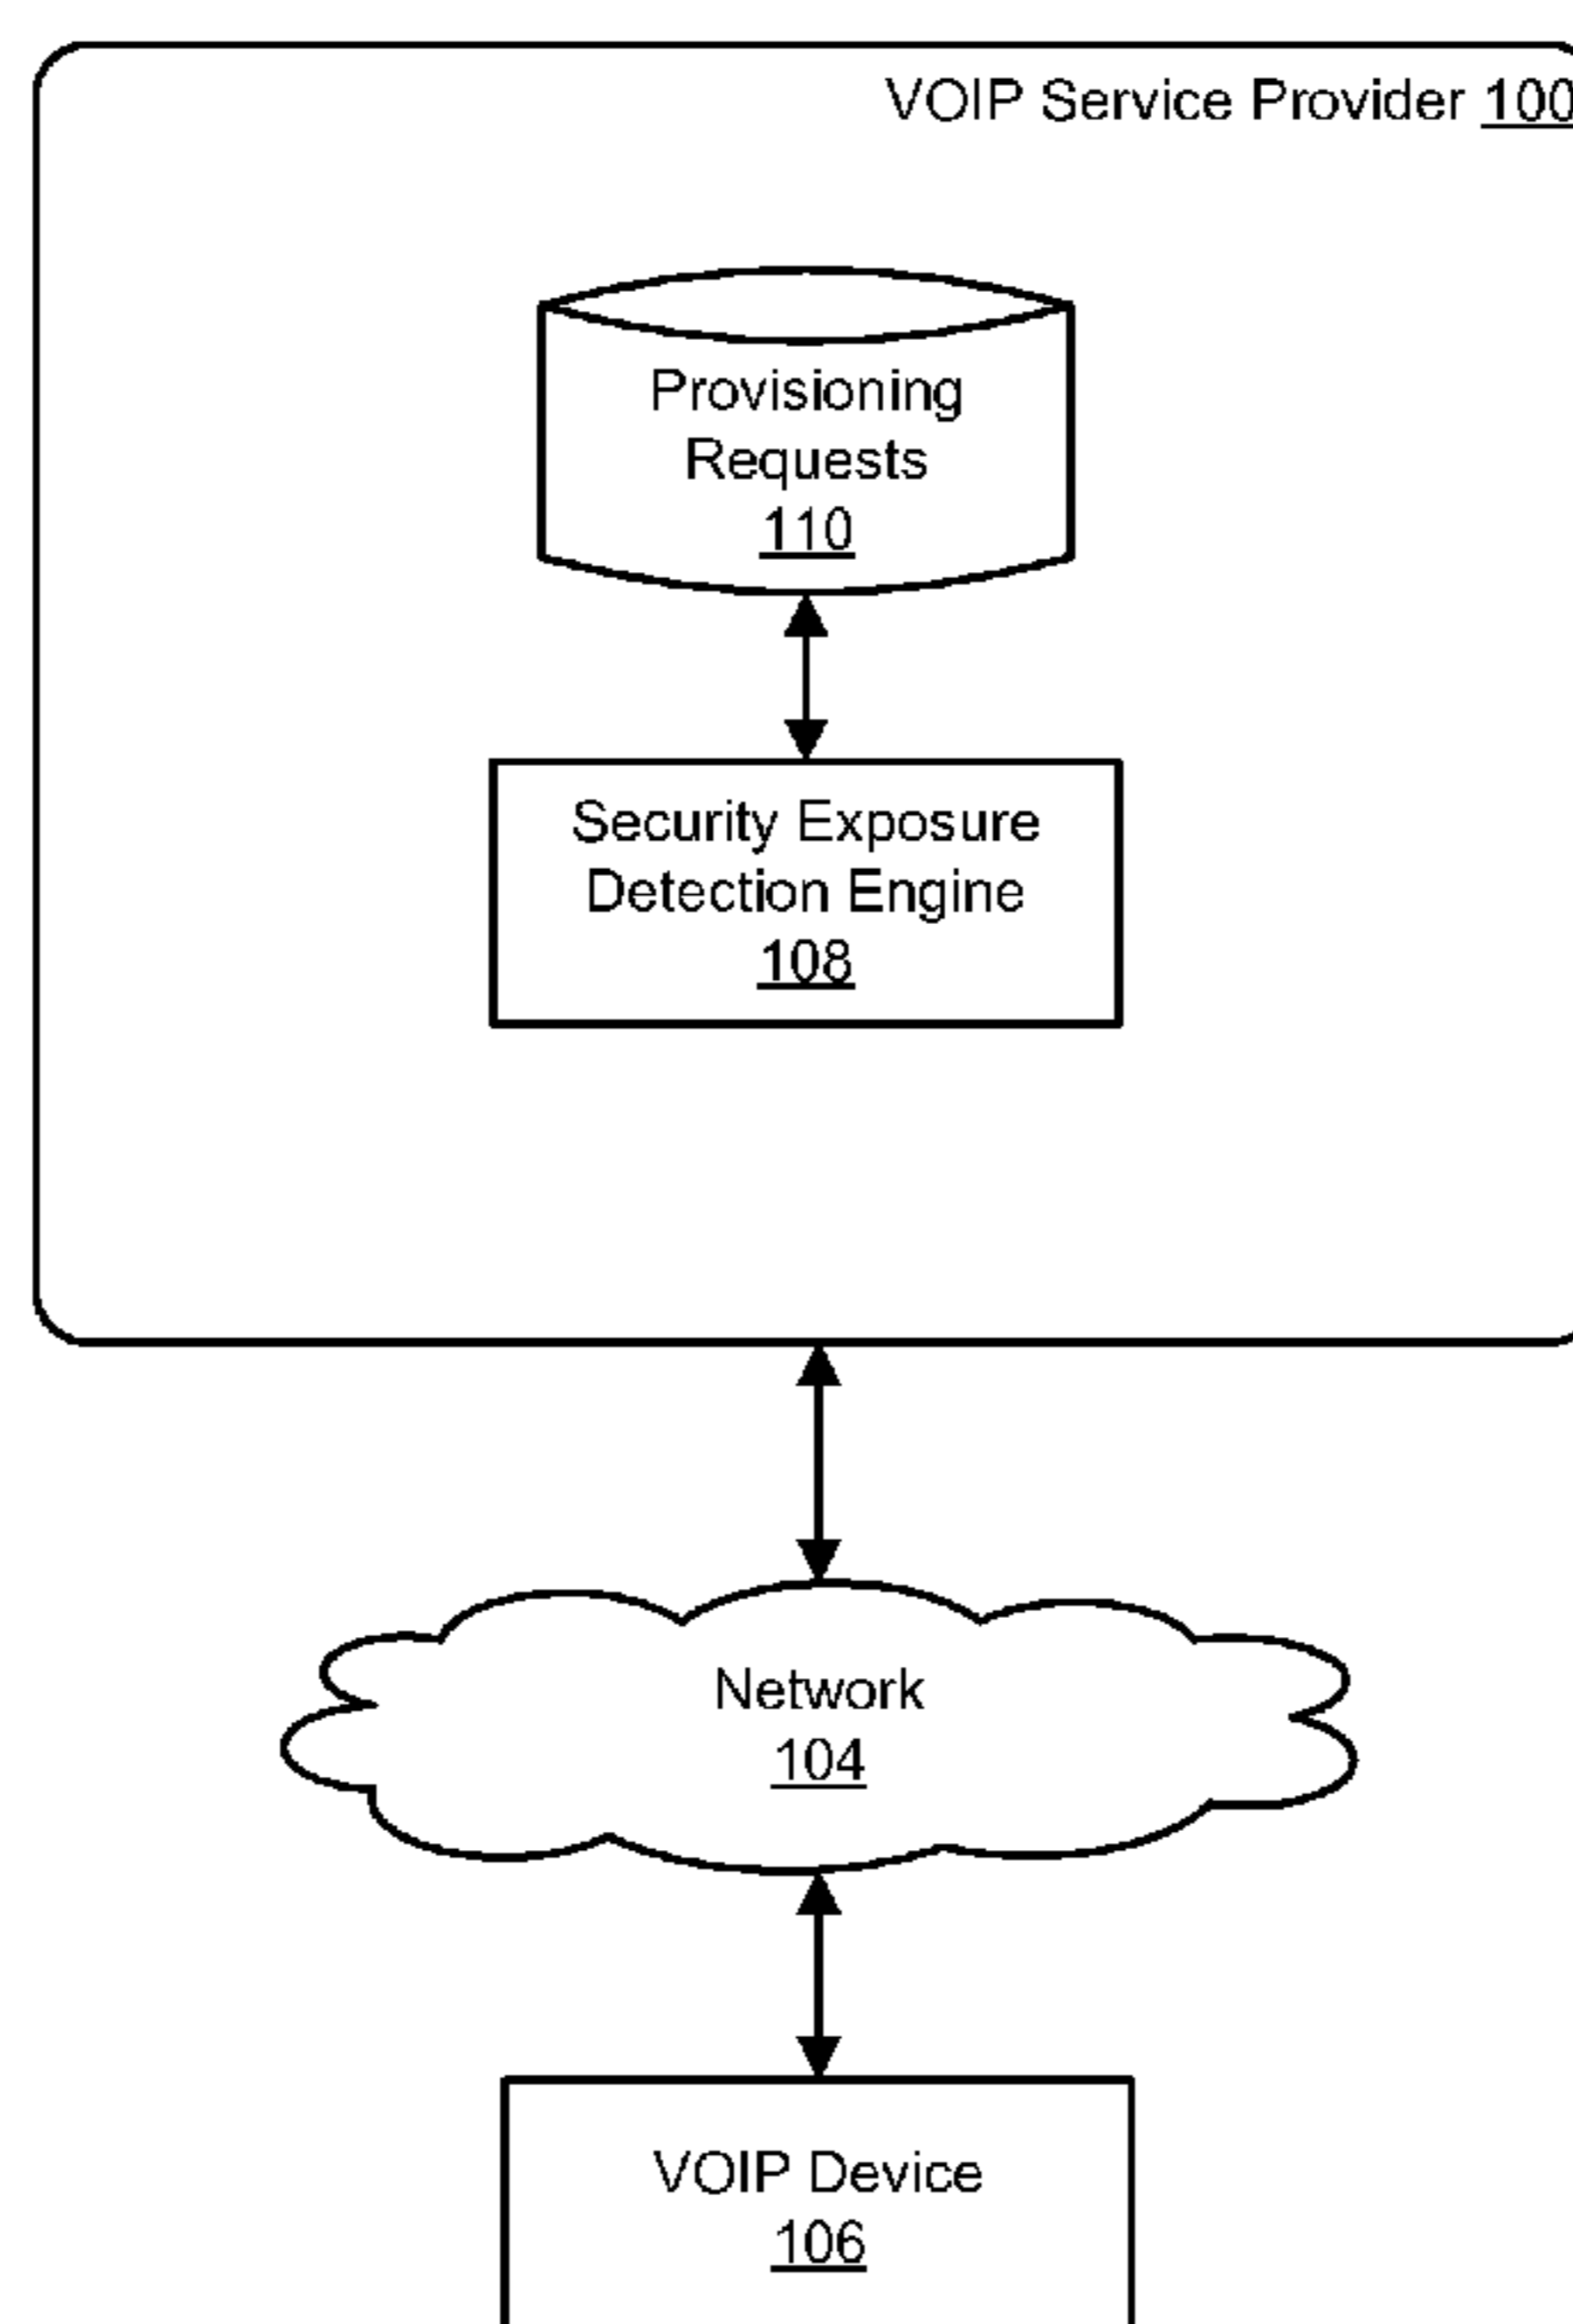 VOIP Service Provider 100
Provisioning
Requests
110
Security Exposure
Detection Engine
108
Network
104
VOIP Device
106